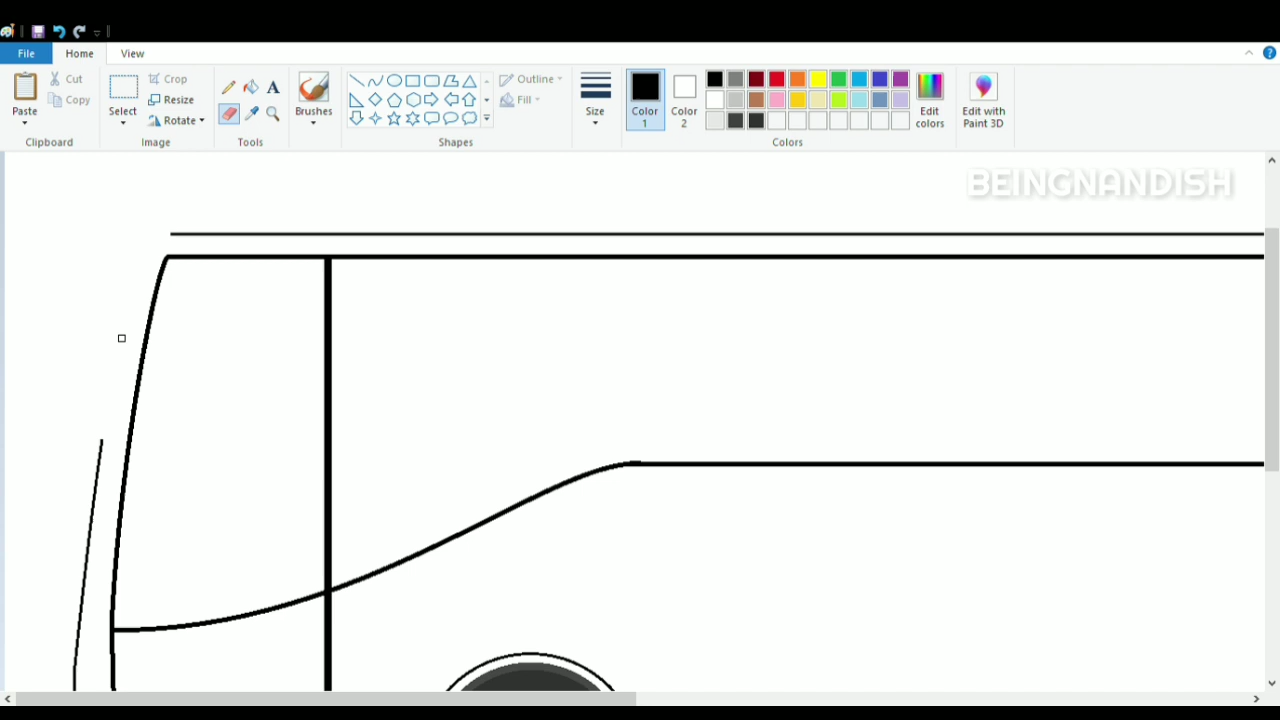 File Home View
Paste
Cut
Copy
Clipboard
Select
Crop
Resize
Rotate
Image
Tools
Brushes
Shapes
Outline
Fill
Size
Color
1
Color
2
Colors
Edit
colors
Edit with
Paint 3D
BEINGNANDISH